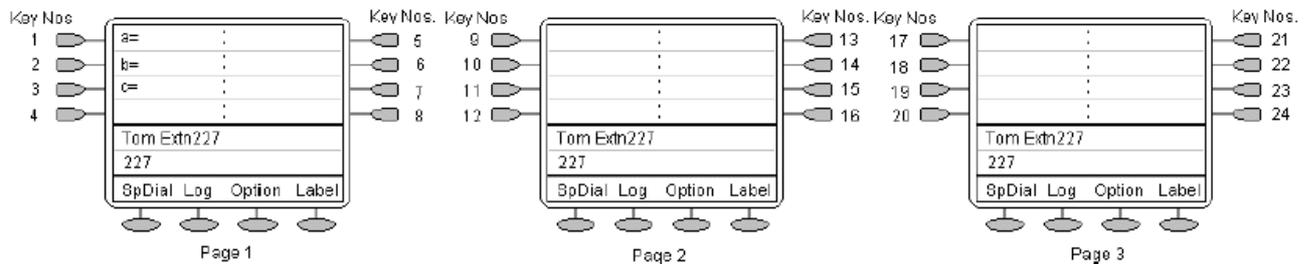 Key Nos
1 a= 5
2 b= 6
3 c= 7
4 8
Tom Extn227
227
SpDial Log Option Label
Page 1
Key Nos. Key Nos
9 13
10 14
11 15
12 16
Tom Extn227
227
SpDial Log Option Label
Page 2
Key Nos. Key Nos
17 21
18 22
19 23
20 24
Tom Extn227
227
SpDial Log Option Label
Page 3
Key Nos.